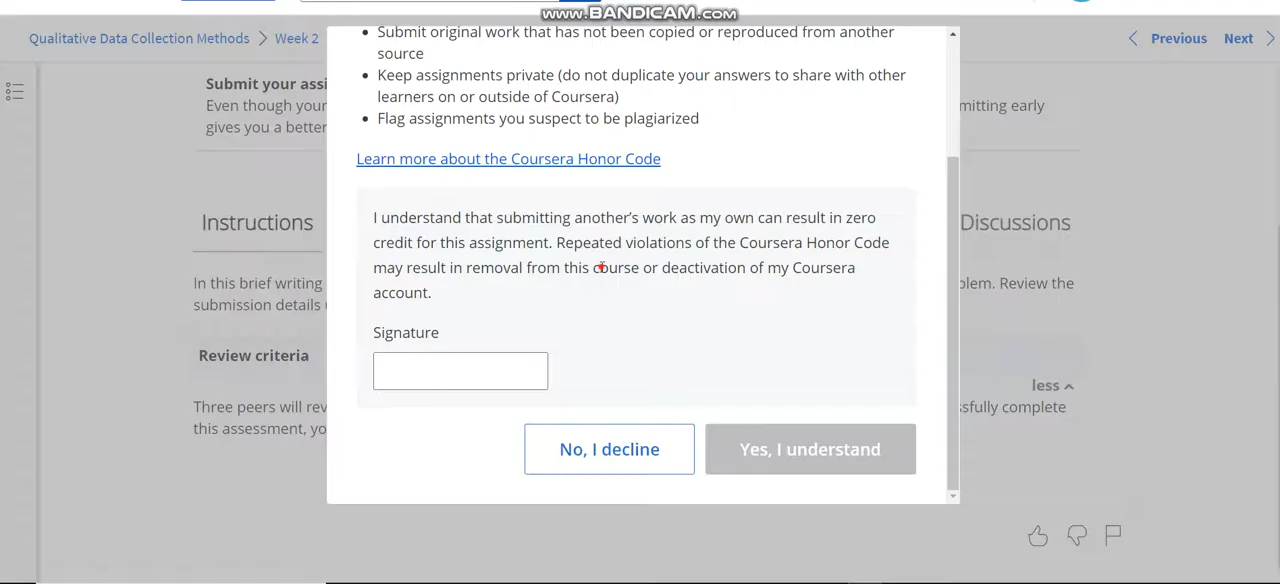 www.BANDICAM.com
Qualitative Data Collection Methods > Week 2
< Previous Next >
Submit your assi
Even though your
mitting early
gives you a better
• Submit original work that has not been copied or reproduced from another
source
• Keep assignments private (do not duplicate your answers to share with other
learners on or outside of Coursera)
• Flag assignments you suspect to be plagiarized
Learn more about the Coursera Honor Code
I understand that submitting another's work as my own can result in zero
credit for this assignment. Repeated violations of the Coursera Honor Code
may result in removal from this course or deactivation of my Coursera
account.
Signature
No, I decline
Yes, I understand
Instructions
Discussions
In this brief writing
blem. Review the
submission details
Review criteria
less
Three peers will rev
ssfully complete
this assessment, yo